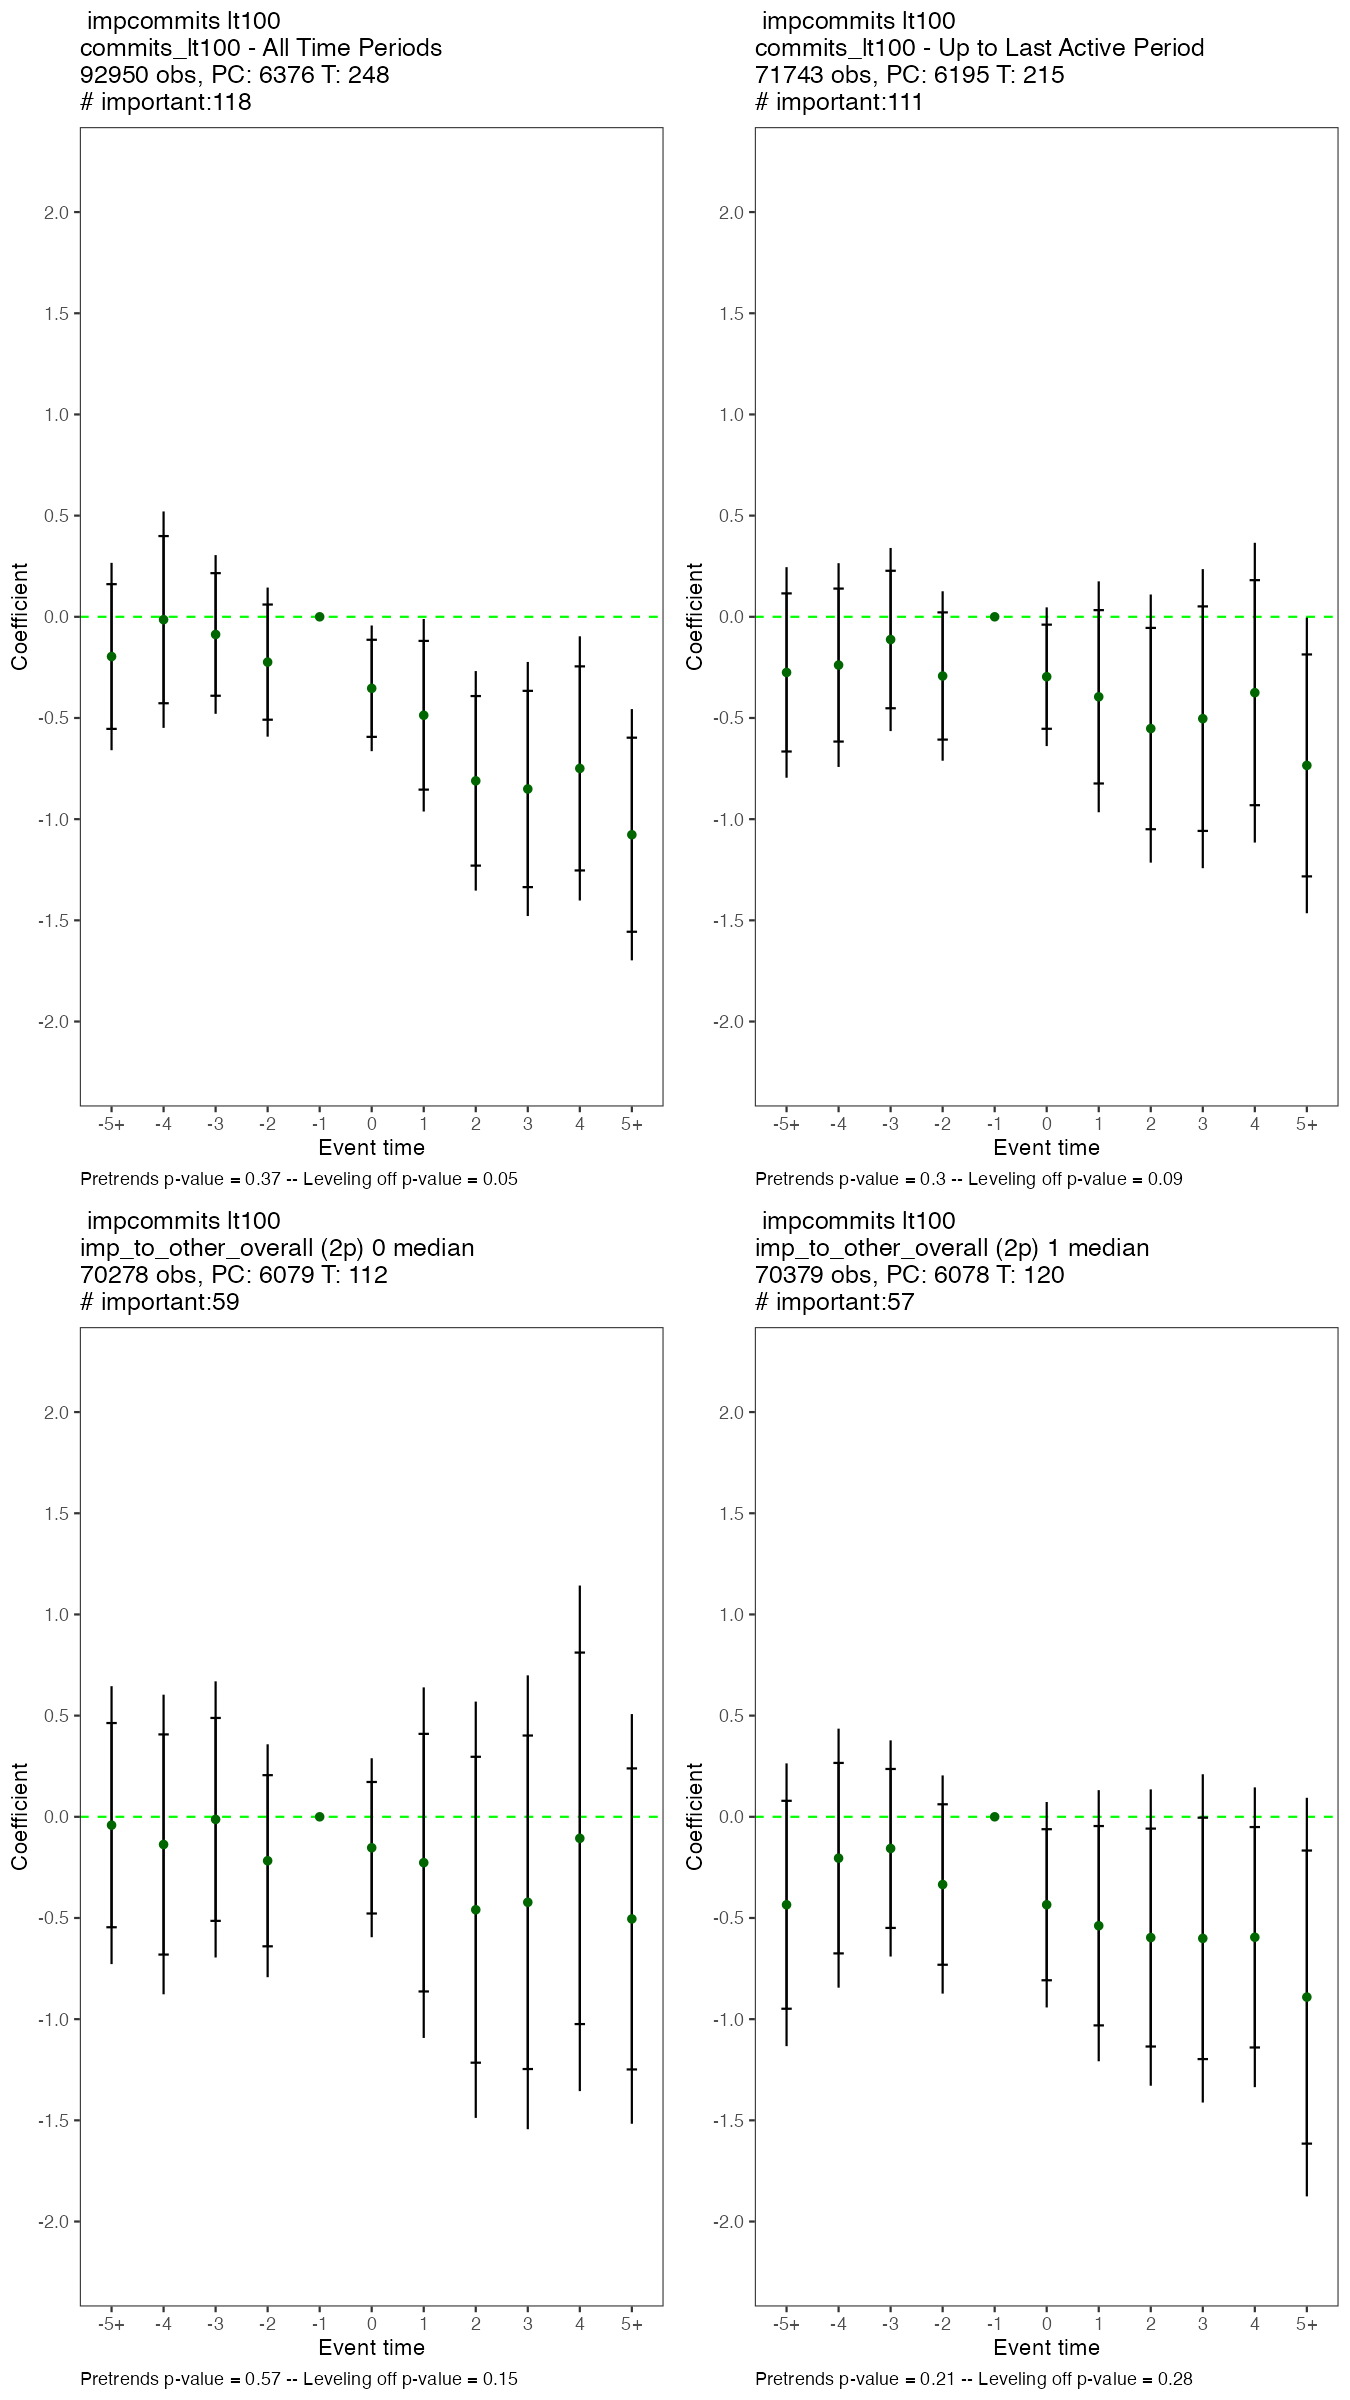 impcommits lt100
commits_lt100 - All Time Periods
92950 obs, PC: 6376 T: 248
# important:118
2.0
1.5
1.0
0.5
0.0
-0.5
-1.0
-1.5
-2.0
Coefficient
-5+ -4 -3 -2 -1 0 1 2 3 4 5+
Event time
Pretrends p-value = 0.37 -- Leveling off p-value = 0.05
impcommits lt100
commits_lt100 - Up to Last Active Period
71743 obs, PC: 6195 T: 215
# important:111
2.0
1.5
1.0
0.5
0.0
-0.5
-1.0
-1.5
-2.0
Coefficient
-5+ -4 -3 -2 -1 0 1 2 3 4 5+
Event time
Pretrends p-value = 0.3 -- Leveling off p-value = 0.09
impcommits lt100
imp_to_other_overall (2p) 0 median
70278 obs, PC: 6079 T: 112
# important:59
2.0
1.5
1.0
0.5
0.0
-0.5
-1.0
-1.5
-2.0
Coefficient
-5+ -4 -3 -2 -1 0 1 2 3 4 5+
Event time
Pretrends p-value = 0.57 -- Leveling off p-value = 0.15
impcommits lt100
imp_to_other_overall (2p) 1 median
70379 obs, PC: 6078 T: 120
# important:57
2.0
1.5
1.0
0.5
0.0
-0.5
-1.0
-1.5
-2.0
Coefficient
-5+ -4 -3 -2 -1 0 1 2 3 4 5+
Event time
Pretrends p-value = 0.21 -- Leveling off p-value = 0.28